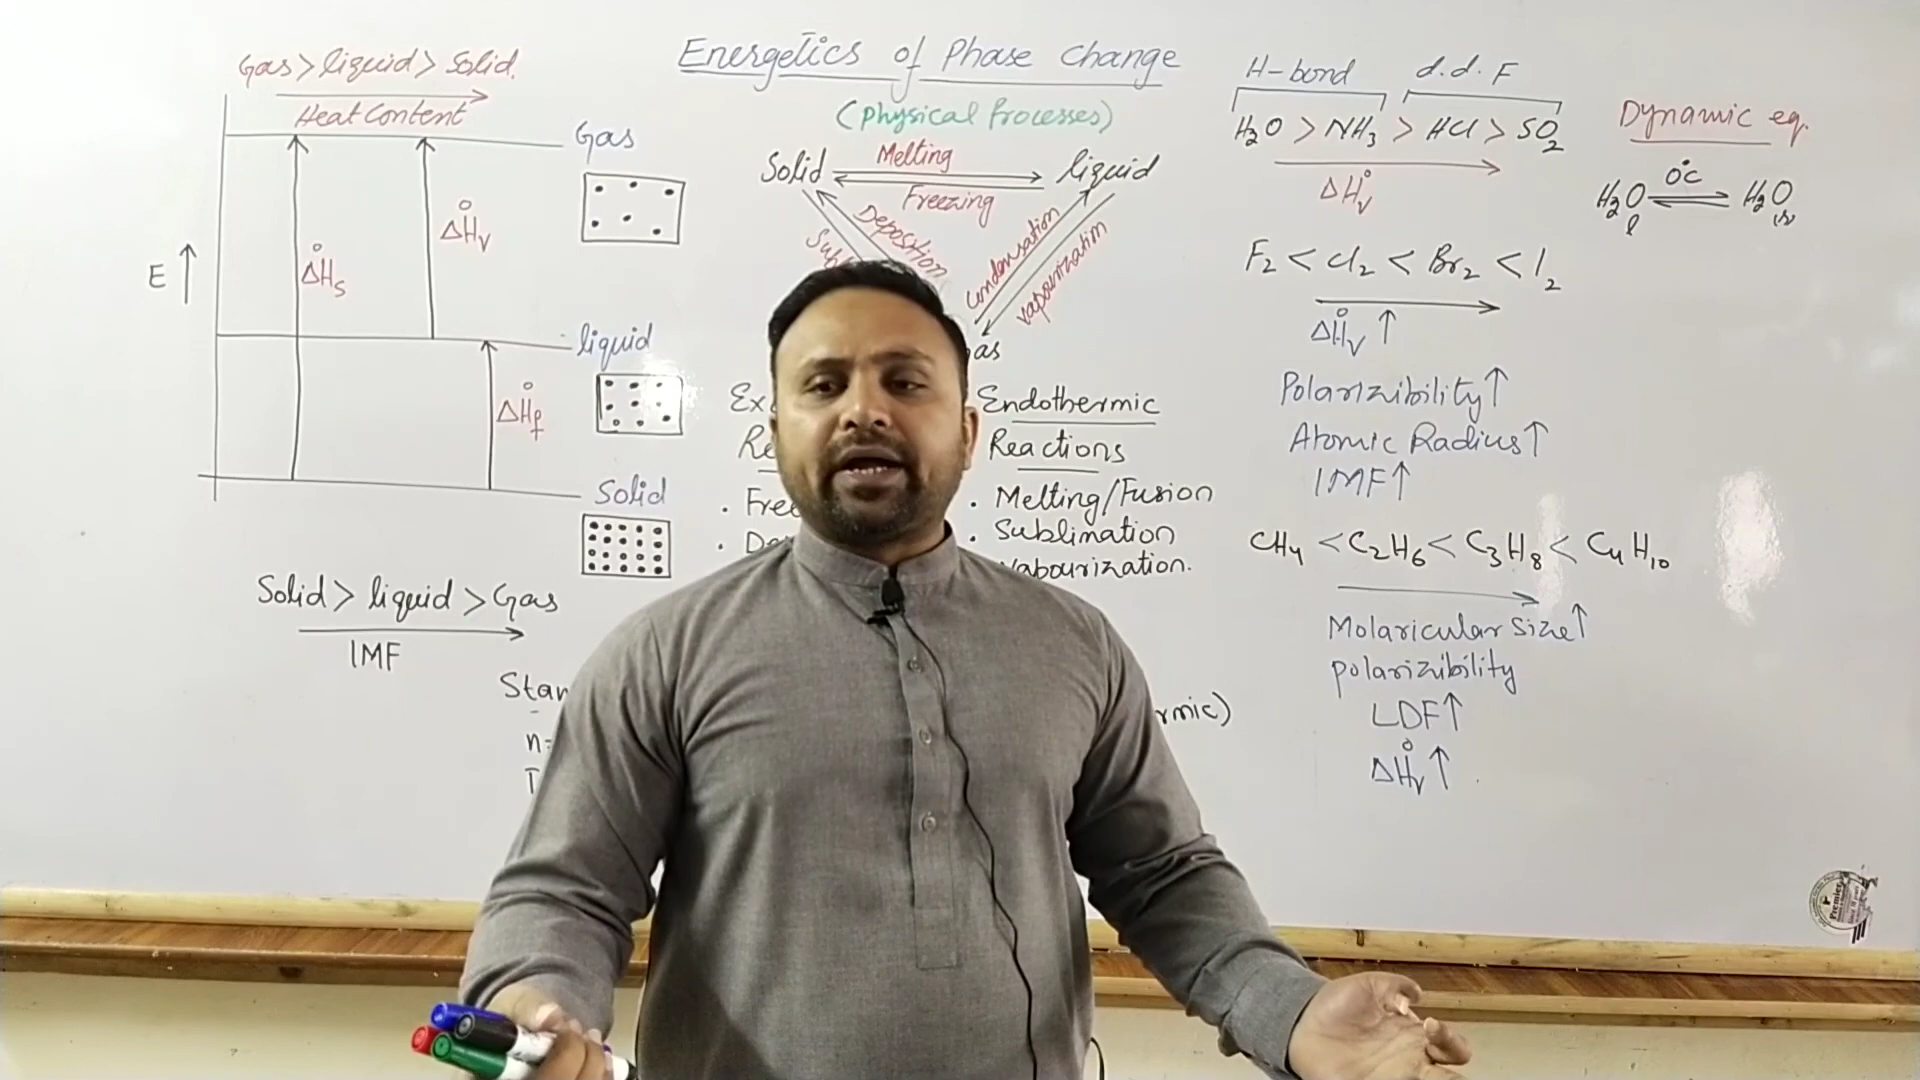 Energetics of Phase Change
(Physical Processes)
Gas > liquid > Solid.
Heat Content
Gas
E ↑
ΔH°s
ΔH°v
liquid
ΔH°f
Solid
Solid > liquid > Gas
IMF
Solid
Melting
liquid
Freezing
Deposition
Condensation
vapourization
Endothermic
Reactions
. Melting/Fusion
. Sublimation
Vabourization.
n=
H-bond
d.d.F
H₂O > NH₃ > HCl > SO₂
ΔH°v
F₂ < Cl₂ < Br₂ < I₂
ΔH°v ↑
Polarizibility ↑
Atomic Radius ↑
IMF ↑
CH₄ < C₂H₆ < C₃H₈ < C₄H₁₀
Molaricular Size ↑
polarizibility
LDF ↑
ΔH°v ↑
Dynamic eq.
0°C
H₂O ⇌ H₂O
l (s)
Premier